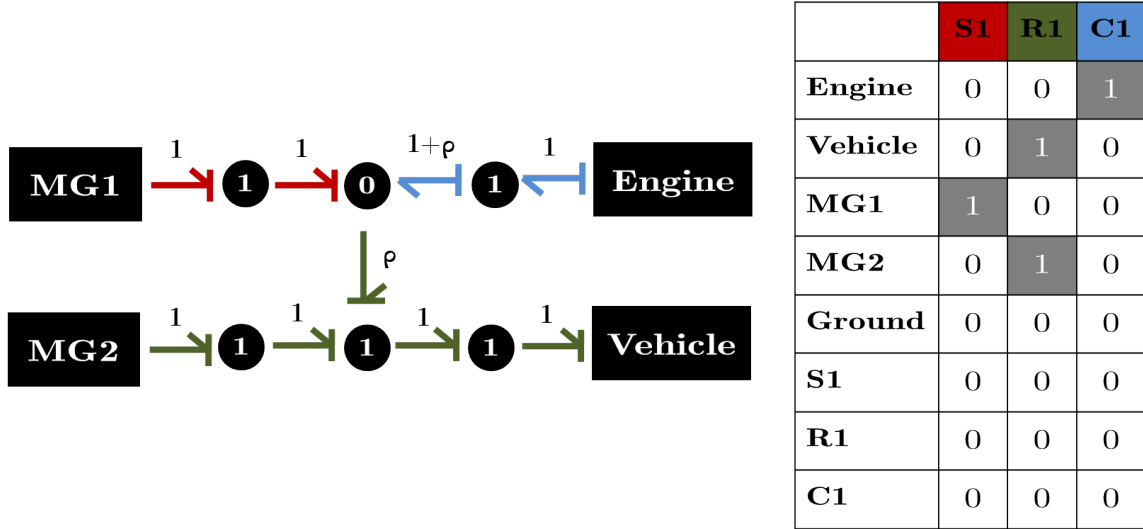 1 1 1+ρ 1
MG1 1 0 1 Engine
ρ
1 1 1 1
MG2 1 1 1 Vehicle
S1 R1 C1
Engine 0 0 1
Vehicle 0 1 0
MG1 1 0 0
MG2 0 1 0
Ground 0 0 0
S1 0 0 0
R1 0 0 0
C1 0 0 0